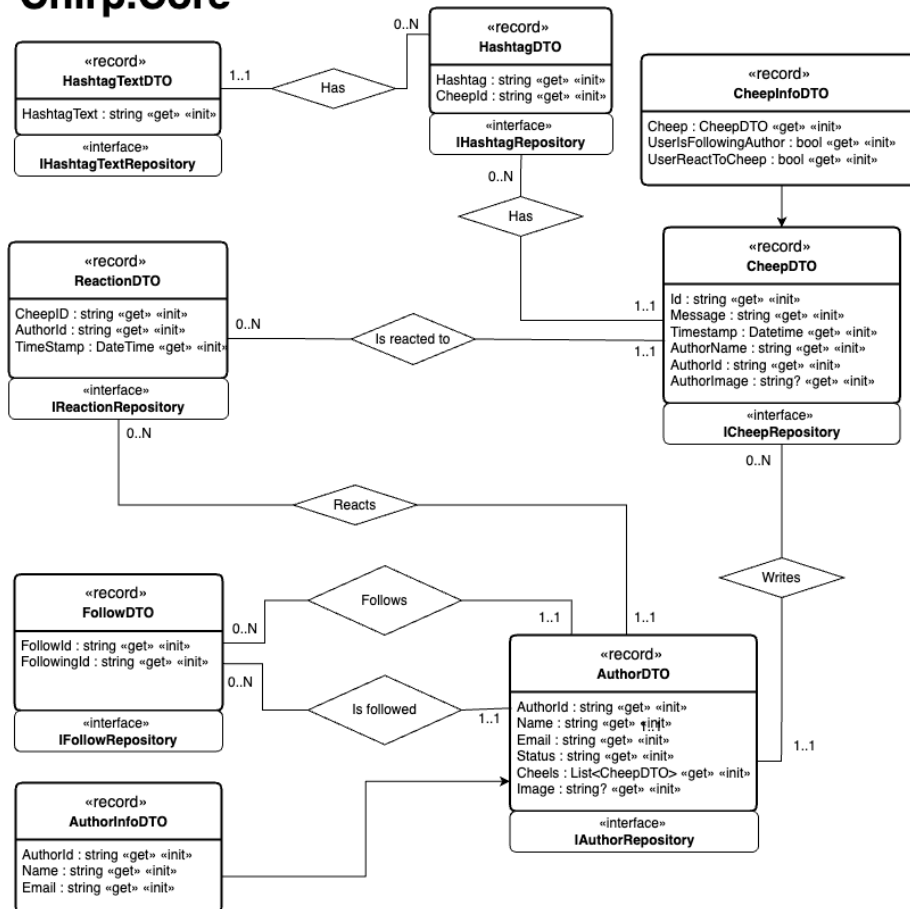 Chirp.Core
«record»
HashtagTextDTO
HashtagText : string «get» «init»
«interface»
IHashtagTextRepository
1..1
Has
0..N
«record»
HashtagDTO
Hashtag : string «get» «init»
CheepId : string «get» «init»
«interface»
IHashtagRepository
0..N
Has
1..1
«record»
CheepInfoDTO
Cheep : CheepDTO «get» «init»
UserIsFollowingAuthor : bool «get» «init»
UserReactToCheep : bool «get» «init»
«record»
CheepDTO
Id : string «get» «init»
Message : string «get» «init»
Timestamp : Datetime «get» «init»
AuthorName : string «get» «init»
AuthorId : string «get» «init»
AuthorImage : string? «get» «init»
«interface»
ICheepRepository
0..N
«record»
ReactionDTO
CheepID : string «get» «init»
AuthorId : string «get» «init»
TimeStamp : DateTime «get» «init»
«interface»
IReactionRepository
0..N
Is reacted to
1..1
0..N
Reacts
1..1
Writes
1..1
«record»
FollowDTO
FollowId : string «get» «init»
FollowingId : string «get» «init»
«interface»
IFollowRepository
0..N
Follows
1..1
0..N
Is followed
1..1
«record»
AuthorDTO
AuthorId : string «get» «init»
Name : string «get» «init»
1..1
Email : string «get» «init»
Status : string «get» «init»
Cheels : List<CheepDTO> «get» «init»
Image : string? «get» «init»
«interface»
IAuthorRepository
«record»
AuthorInfoDTO
AuthorId : string «get» «init»
Name : string «get» «init»
Email : string «get» «init»